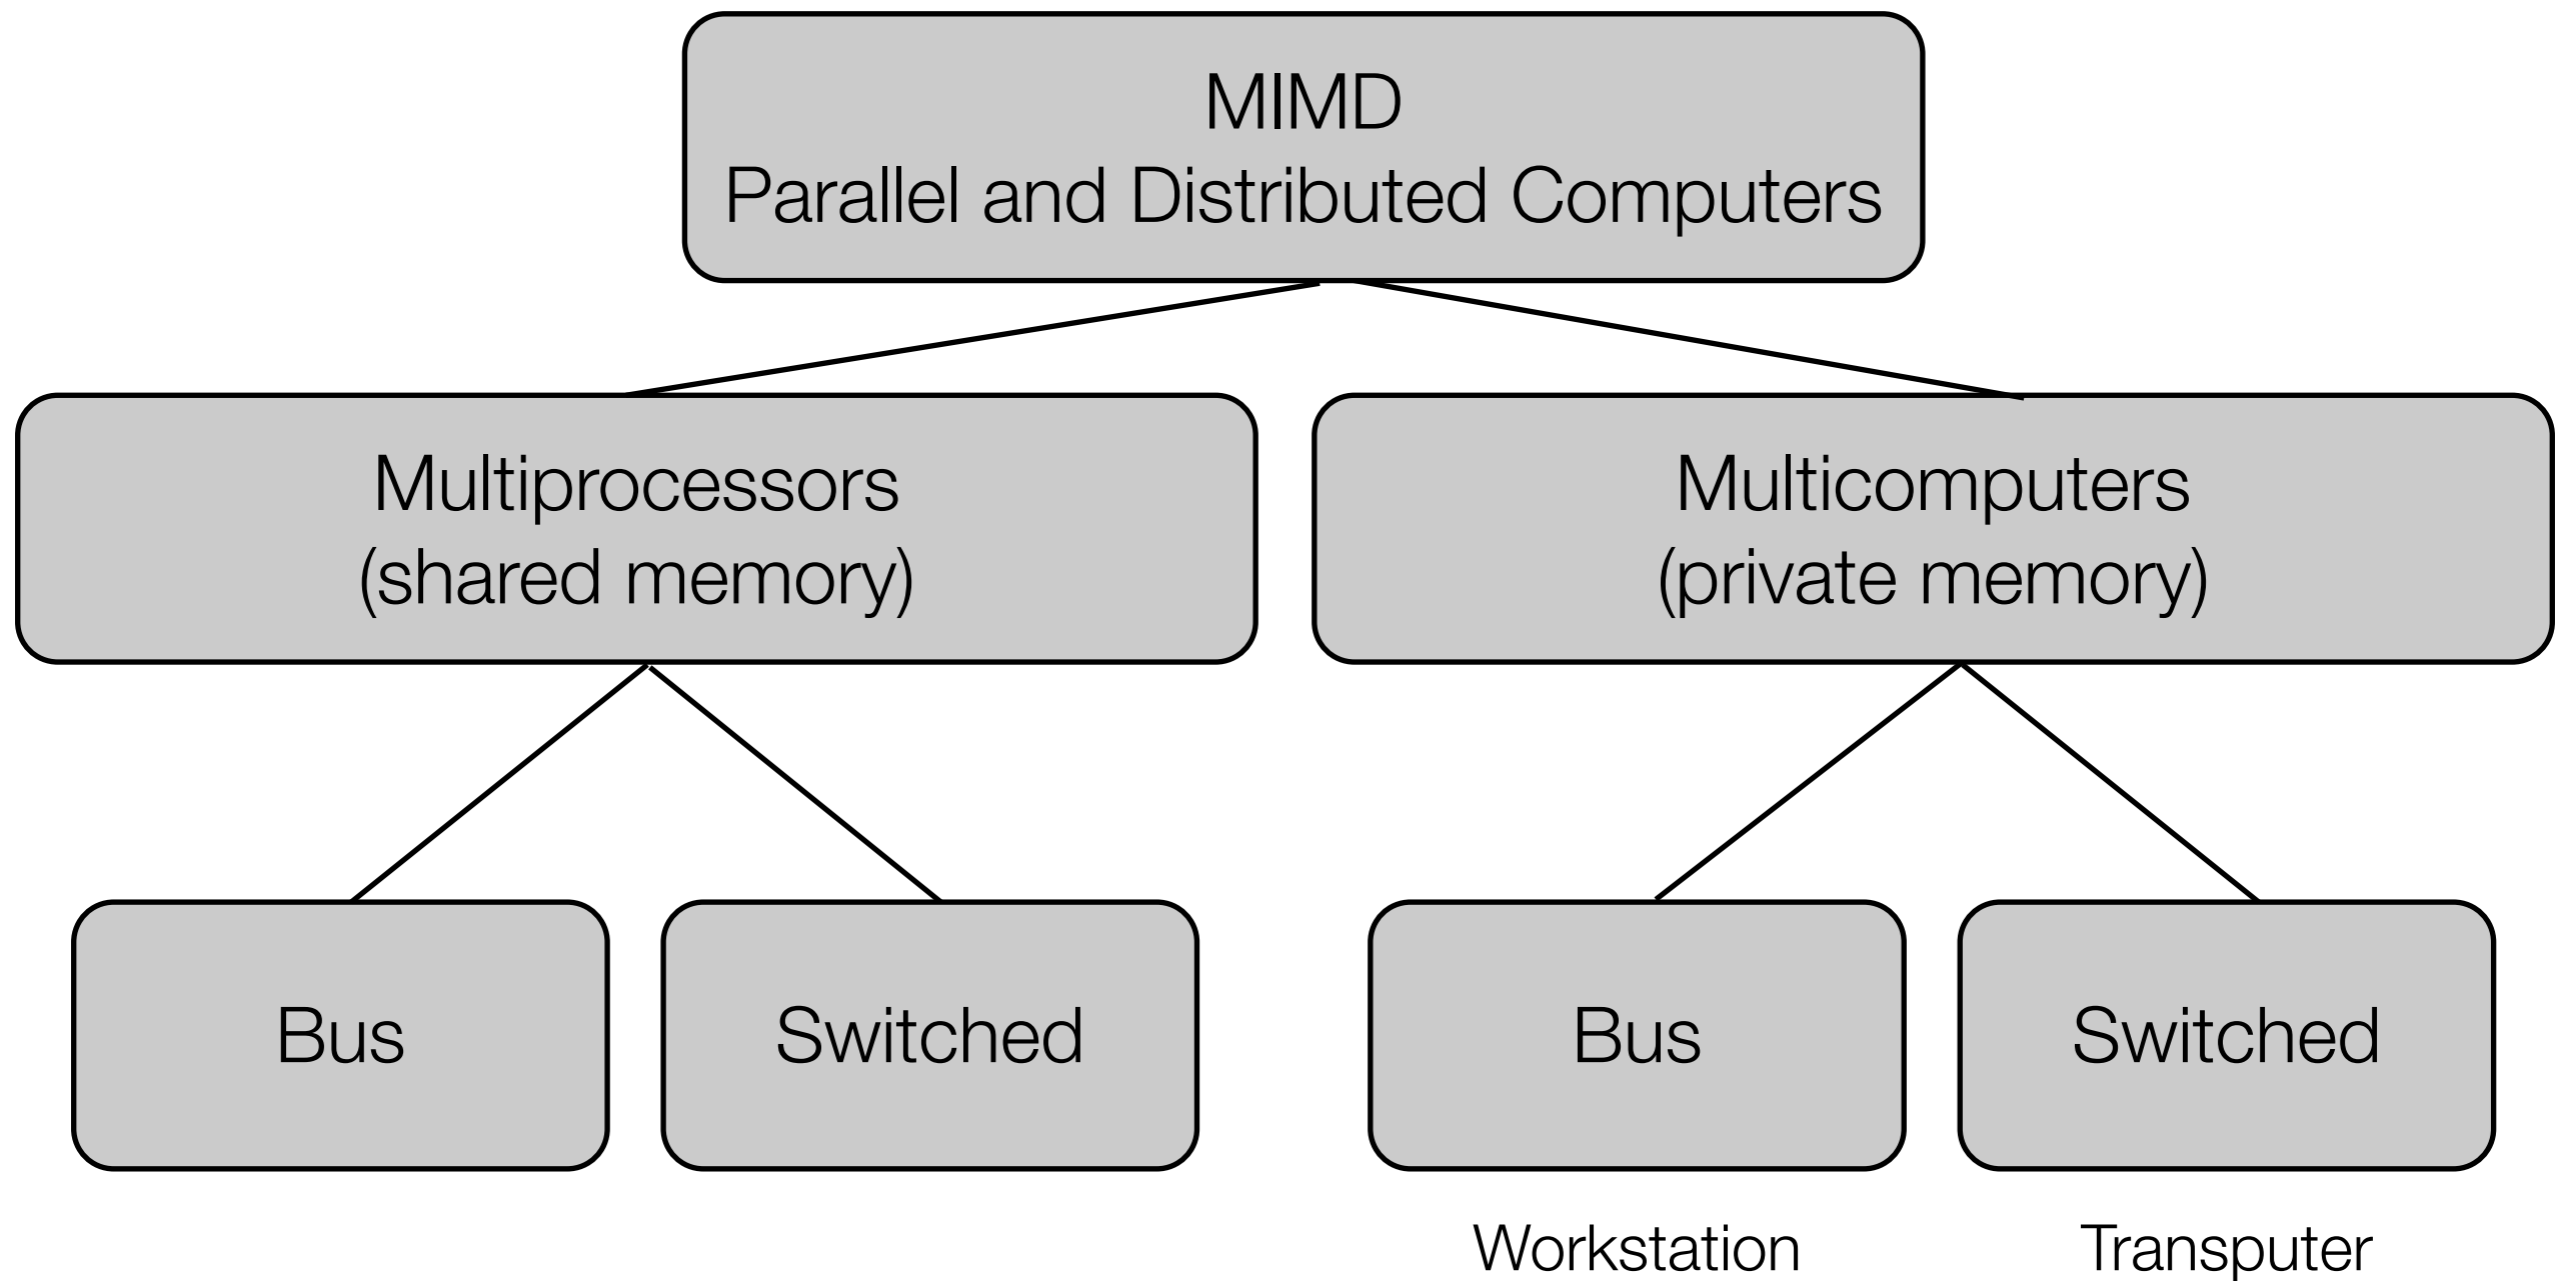 MIMD
Parallel and Distributed Computers
Multiprocessors
(shared memory)
Multicomputers
(private memory)
Bus
Switched
Bus
Switched
Workstation
Transputer